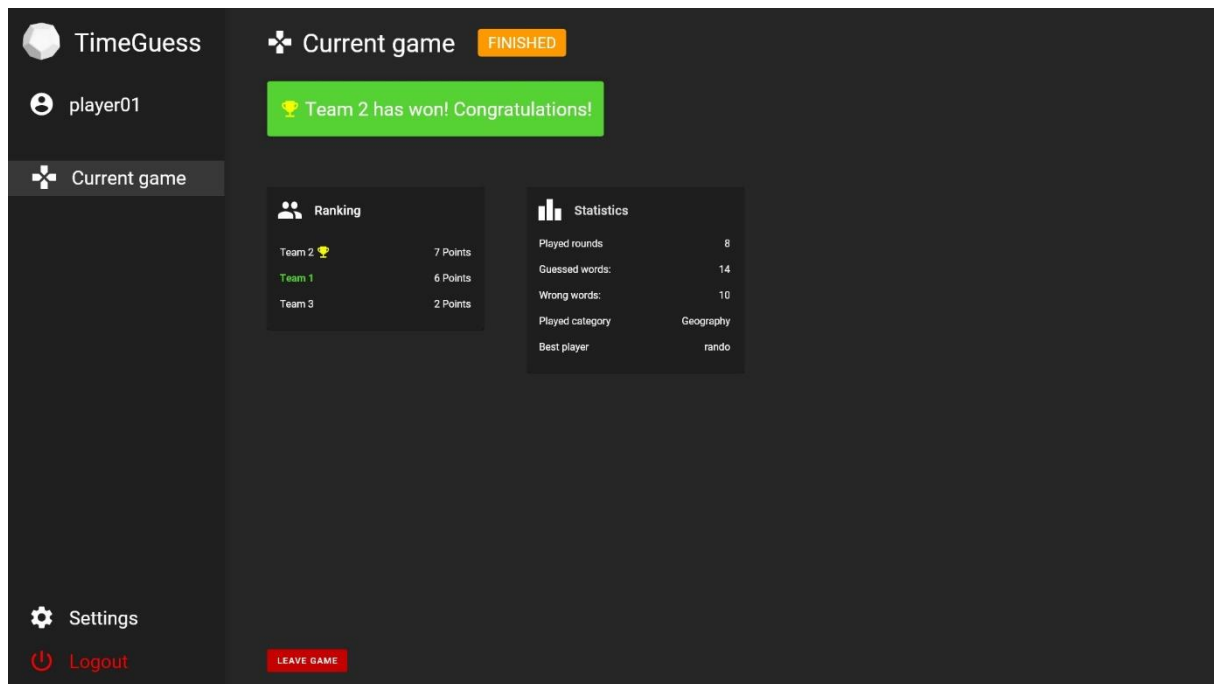 TimeGuess
player01
Current game
Settings
Logout
Current game FINISHED
Team 2 has won! Congratulations!
Ranking
Team 2 7 Points
Team 1 6 Points
Team 3 2 Points
Statistics
Played rounds 8
Guessed words: 14
Wrong words: 10
Played category Geography
Best player rando
LEAVE GAME